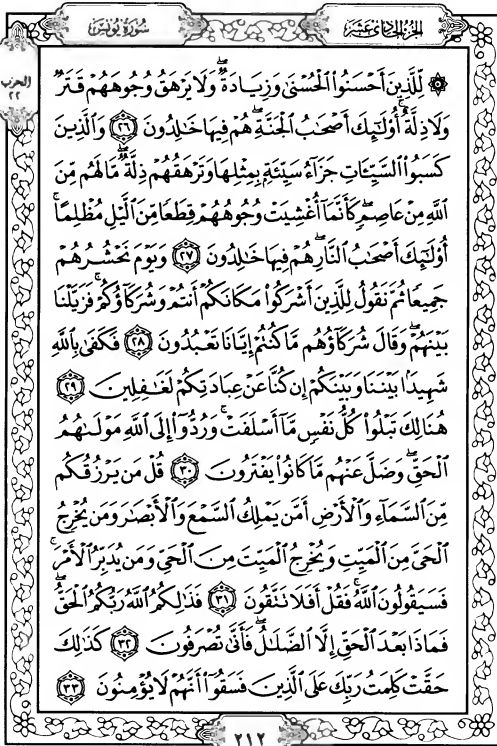 سُورَةُ يُونُسَ
الجزء الحادي عشر
الحزب
٢٢
۞ لِّلَّذِينَ أَحْسَنُوا۟ ٱلْحُسْنَىٰ وَزِيَادَةٌ ۖ وَلَا يَرْهَقُ وُجُوهَهُمْ قَتَرٌ
وَلَا ذِلَّةٌ ۚ أُو۟لَـٰٓئِكَ أَصْحَـٰبُ ٱلْجَنَّةِ ۖ هُمْ فِيهَا خَـٰلِدُونَ ٢٦ وَٱلَّذِينَ
كَسَبُوا۟ ٱلسَّيِّـَٔاتِ جَزَآءُ سَيِّئَةٍۭ بِمِثْلِهَا وَتَرْهَقُهُمْ ذِلَّةٌ ۖ مَّا لَهُم مِّنَ
ٱللَّهِ مِنْ عَاصِمٍ ۖ كَأَنَّمَآ أُغْشِيَتْ وُجُوهُهُمْ قِطَعًا مِّنَ ٱلَّيْلِ مُظْلِمًا ۚ
أُو۟لَـٰٓئِكَ أَصْحَـٰبُ ٱلنَّارِ ۖ هُمْ فِيهَا خَـٰلِدُونَ ٢٧ وَيَوْمَ نَحْشُرُهُمْ
جَمِيعًا ثُمَّ نَقُولُ لِلَّذِينَ أَشْرَكُوا۟ مَكَانَكُمْ أَنتُمْ وَشُرَكَآؤُكُمْ ۚ فَزَيَّلْنَا
بَيْنَهُمْ ۖ وَقَالَ شُرَكَآؤُهُم مَّا كُنتُمْ إِيَّانَا تَعْبُدُونَ ٢٨ فَكَفَىٰ بِٱللَّهِ
شَهِيدًۢا بَيْنَنَا وَبَيْنَكُمْ إِن كُنَّا عَنْ عِبَادَتِكُمْ لَغَـٰفِلِينَ ٢٩
هُنَالِكَ تَبْلُوا۟ كُلُّ نَفْسٍ مَّآ أَسْلَفَتْ ۚ وَرُدُّوٓا۟ إِلَى ٱللَّهِ مَوْلَىٰهُمُ
ٱلْحَقِّ ۖ وَضَلَّ عَنْهُم مَّا كَانُوا۟ يَفْتَرُونَ ٣٠ قُلْ مَن يَرْزُقُكُم
مِّنَ ٱلسَّمَآءِ وَٱلْأَرْضِ أَمَّن يَمْلِكُ ٱلسَّمْعَ وَٱلْأَبْصَـٰرَ وَمَن يُخْرِجُ
ٱلْحَىَّ مِنَ ٱلْمَيِّتِ وَيُخْرِجُ ٱلْمَيِّتَ مِنَ ٱلْحَىِّ وَمَن يُدَبِّرُ ٱلْأَمْرَ ۚ
فَسَيَقُولُونَ ٱللَّهُ ۚ فَقُلْ أَفَلَا تَتَّقُونَ ٣١ فَذَٰلِكُمُ ٱللَّهُ رَبُّكُمُ ٱلْحَقُّ ۖ
فَمَاذَا بَعْدَ ٱلْحَقِّ إِلَّا ٱلضَّلَـٰلُ ۖ فَأَنَّىٰ تُصْرَفُونَ ٣٢ كَذَٰلِكَ
حَقَّتْ كَلِمَتُ رَبِّكَ عَلَى ٱلَّذِينَ فَسَقُوٓا۟ أَنَّهُمْ لَا يُؤْمِنُونَ ٣٣
٢١٢